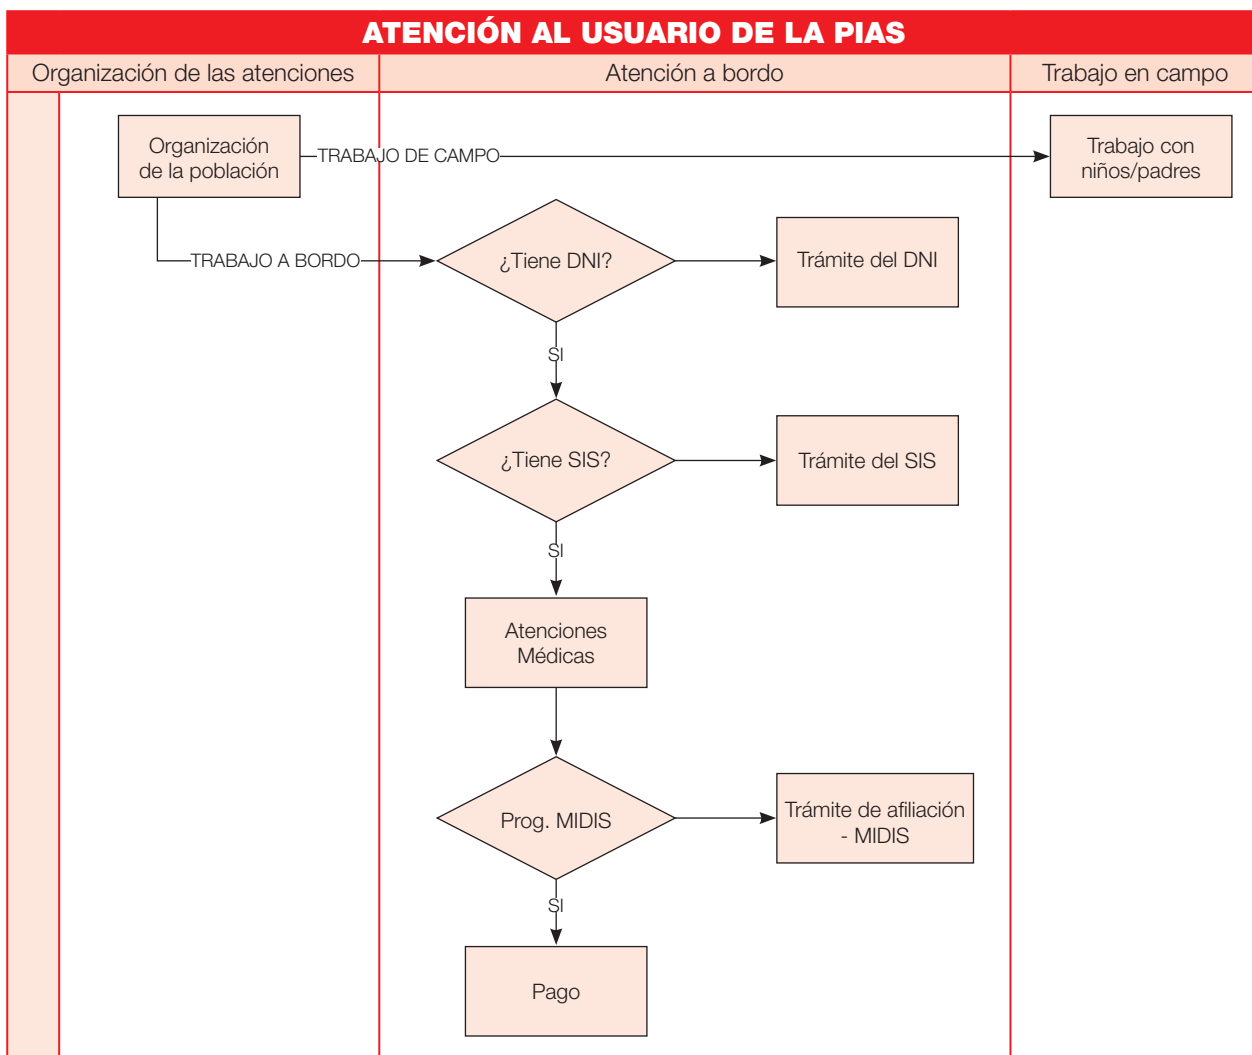 ATENCIÓN AL USUARIO DE LA PIAS
Organización de las atenciones
Atención a bordo
Trabajo en campo
Organización
de la población
TRABAJO DE CAMPO
Trabajo con
niños/padres
TRABAJO A BORDO
¿Tiene DNI?
Trámite del DNI
SI
¿Tiene SIS?
Trámite del SIS
SI
Atenciones
Médicas
Prog. MIDIS
Trámite de afiliación
- MIDIS
SI
Pago